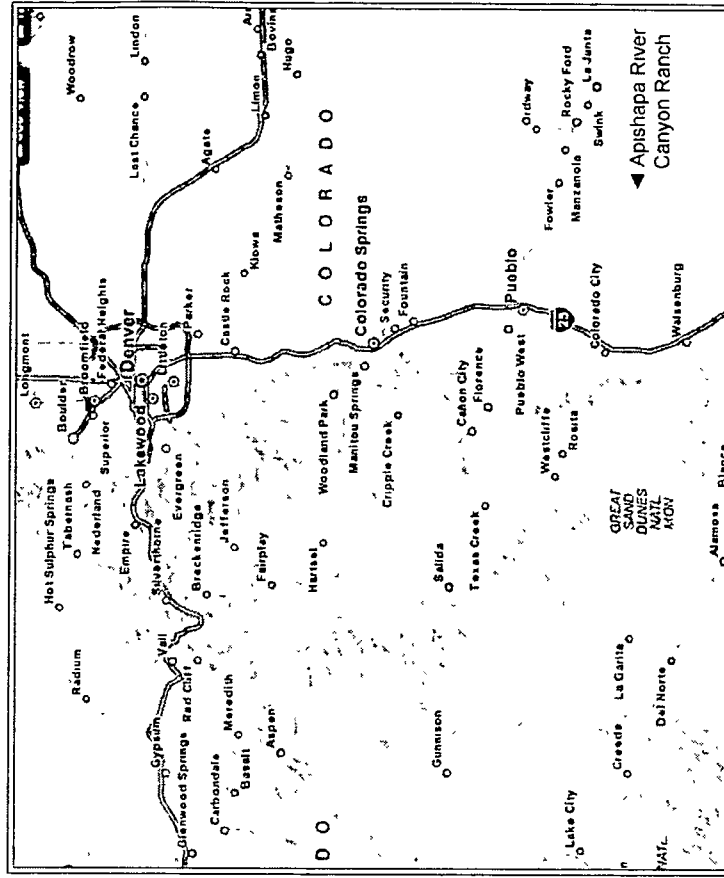 Woodrow
Longmont
Lindon
Boulder
Broomfield
Federal Heights
Last Chance
Hot Sulphur Springs
Tabernash
Nederland
Superior
Denver
Lakewood
Radium
Empire
Evergreen
Parker
Agate
Limon
Hugo
Silverthorne
Vail
Gypsum
Red Cliff
Breckenridge
Glenwood Springs
Castle Rock
Kiowa
Matheson
Jefferson
Meredith
Carbondale
Basalt
Aspen
Fairplay
COLORADO
DO
Hartsel
Woodland Park
Colorado Springs
Manitou Springs
Security
Fountain
Cripple Creek
Gunnison
Salida
Texas Creek
Cañon City
Florence
Pueblo
Pueblo West
Ordway
Fowler
Manzanola
Rocky Ford
Swink
La Junta
Westcliffe
Rosita
Colorado City
Lake City
Creede
La Garita
GREAT
SAND
DUNES
NATL
MON
◄ Apishapa River
Canyon Ranch
Del Norte
Walsenburg
Alamosa
NATL.